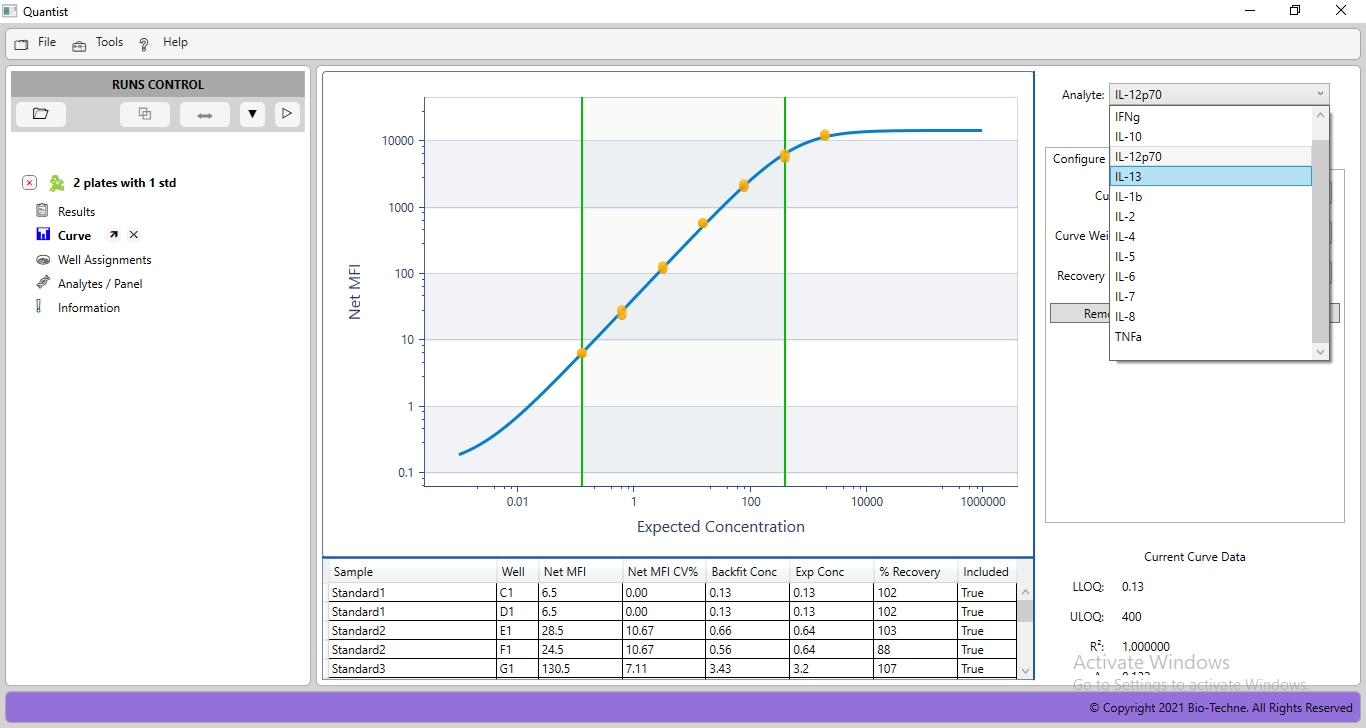 Quantist
File Tools ? Help
RUNS CONTROL
2 plates with 1 std
Results
Curve
Well Assignments
Analytes / Panel
Information
10000
1000
100
10
1
0.1
Net MFI
0.01 1 100 10000 1000000
Expected Concentration
Sample Well Net MFI Net MFI CV% Backfit Conc Exp Conc % Recovery Included
Standard1 C1 6.5 0.00 0.13 0.13 102 True
Standard1 D1 6.5 0.00 0.13 0.13 102 True
Standard2 E1 28.5 10.67 0.66 0.64 103 True
Standard2 F1 24.5 10.67 0.56 0.64 88 True
Standard3 G1 130.5 7.11 3.43 3.2 107 True
Analyte: IL-12p70
IFNg
IL-10
IL-12p70
IL-13
IL-1b
IL-2
IL-4
IL-5
IL-6
IL-7
IL-8
TNFa
Configure
Cu
Curve Wei
Recovery
Rem
Current Curve Data
LLOQ: 0.13
ULOQ: 400
R²: 1.000000
Activate Windows
Go to Settings to activate Windows.
© Copyright 2021 Bio-Techne. All Rights Reserved